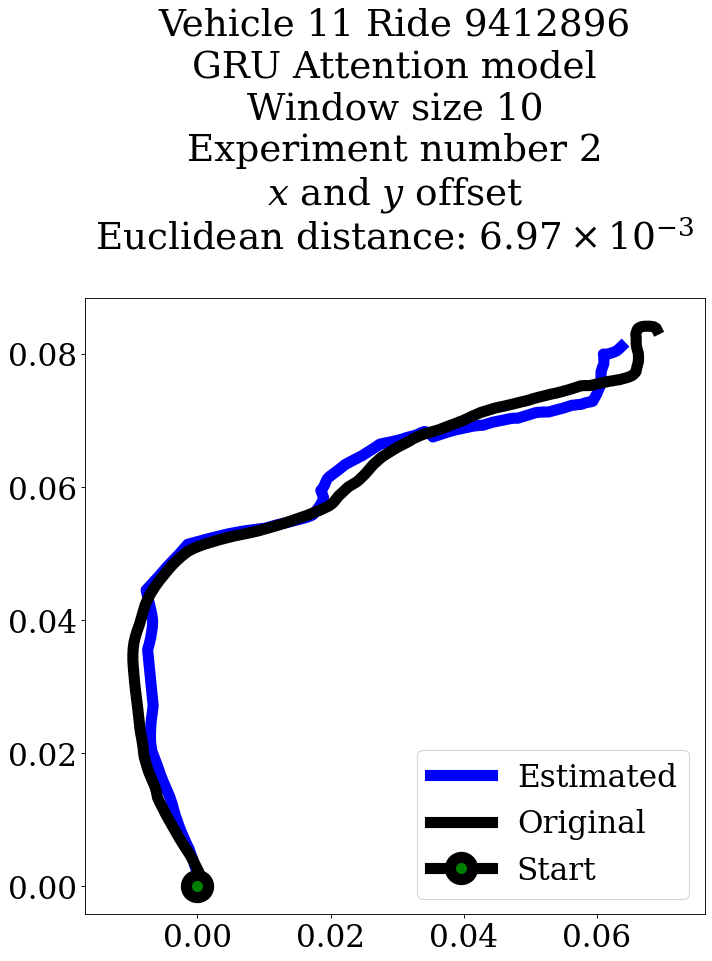 Vehicle 11 Ride 9412896
GRU Attention model
Window size 10
Experiment number 2
x and y offset
Euclidean distance: 6.97 × 10⁻³
0.08
0.06
0.04
0.02
0.00
Estimated
Original
Start
0.00 0.02 0.04 0.06